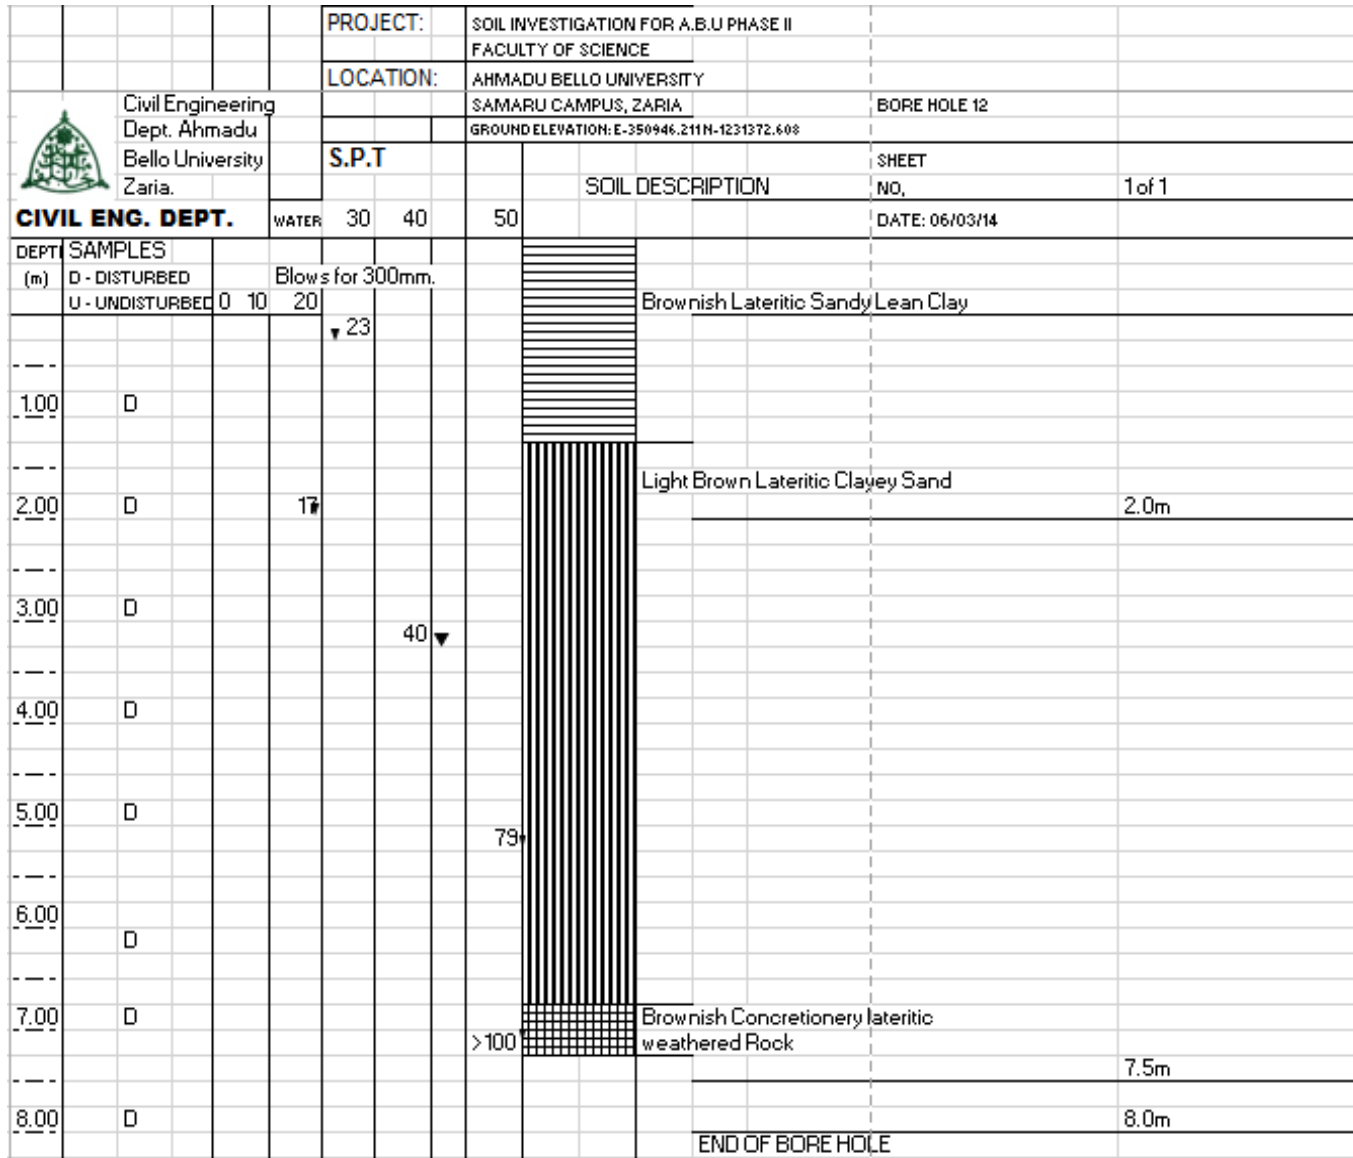 PROJECT: SOIL INVESTIGATION FOR A.B.U PHASE II
FACULTY OF SCIENCE
LOCATION: AHMADU BELLO UNIVERSITY
Civil Engineering SAMARU CAMPUS, ZARIA BORE HOLE 12
Dept. Ahmadu GROUND ELEVATION: E-350946.211N-1231372.608
Bello University S.P.T SHEET
Zaria. SOIL DESCRIPTION NO, 1 of 1
CIVIL ENG. DEPT. WATER 30 40 50 DATE: 06/03/14
DEPT SAMPLES
(m) D - DISTURBED Blows for 300mm.
U - UNDISTURBED 0 10 20 Brownish Lateritic Sandy Lean Clay
23
1.00 D
Light Brown Lateritic Clayey Sand
2.00 D 17 2.0m
3.00 D
40
4.00 D
5.00 D
79
6.00
D
7.00 D Brownish Concretionery lateritic
>100 weathered Rock
7.5m
8.00 D 8.0m
END OF BORE HOLE